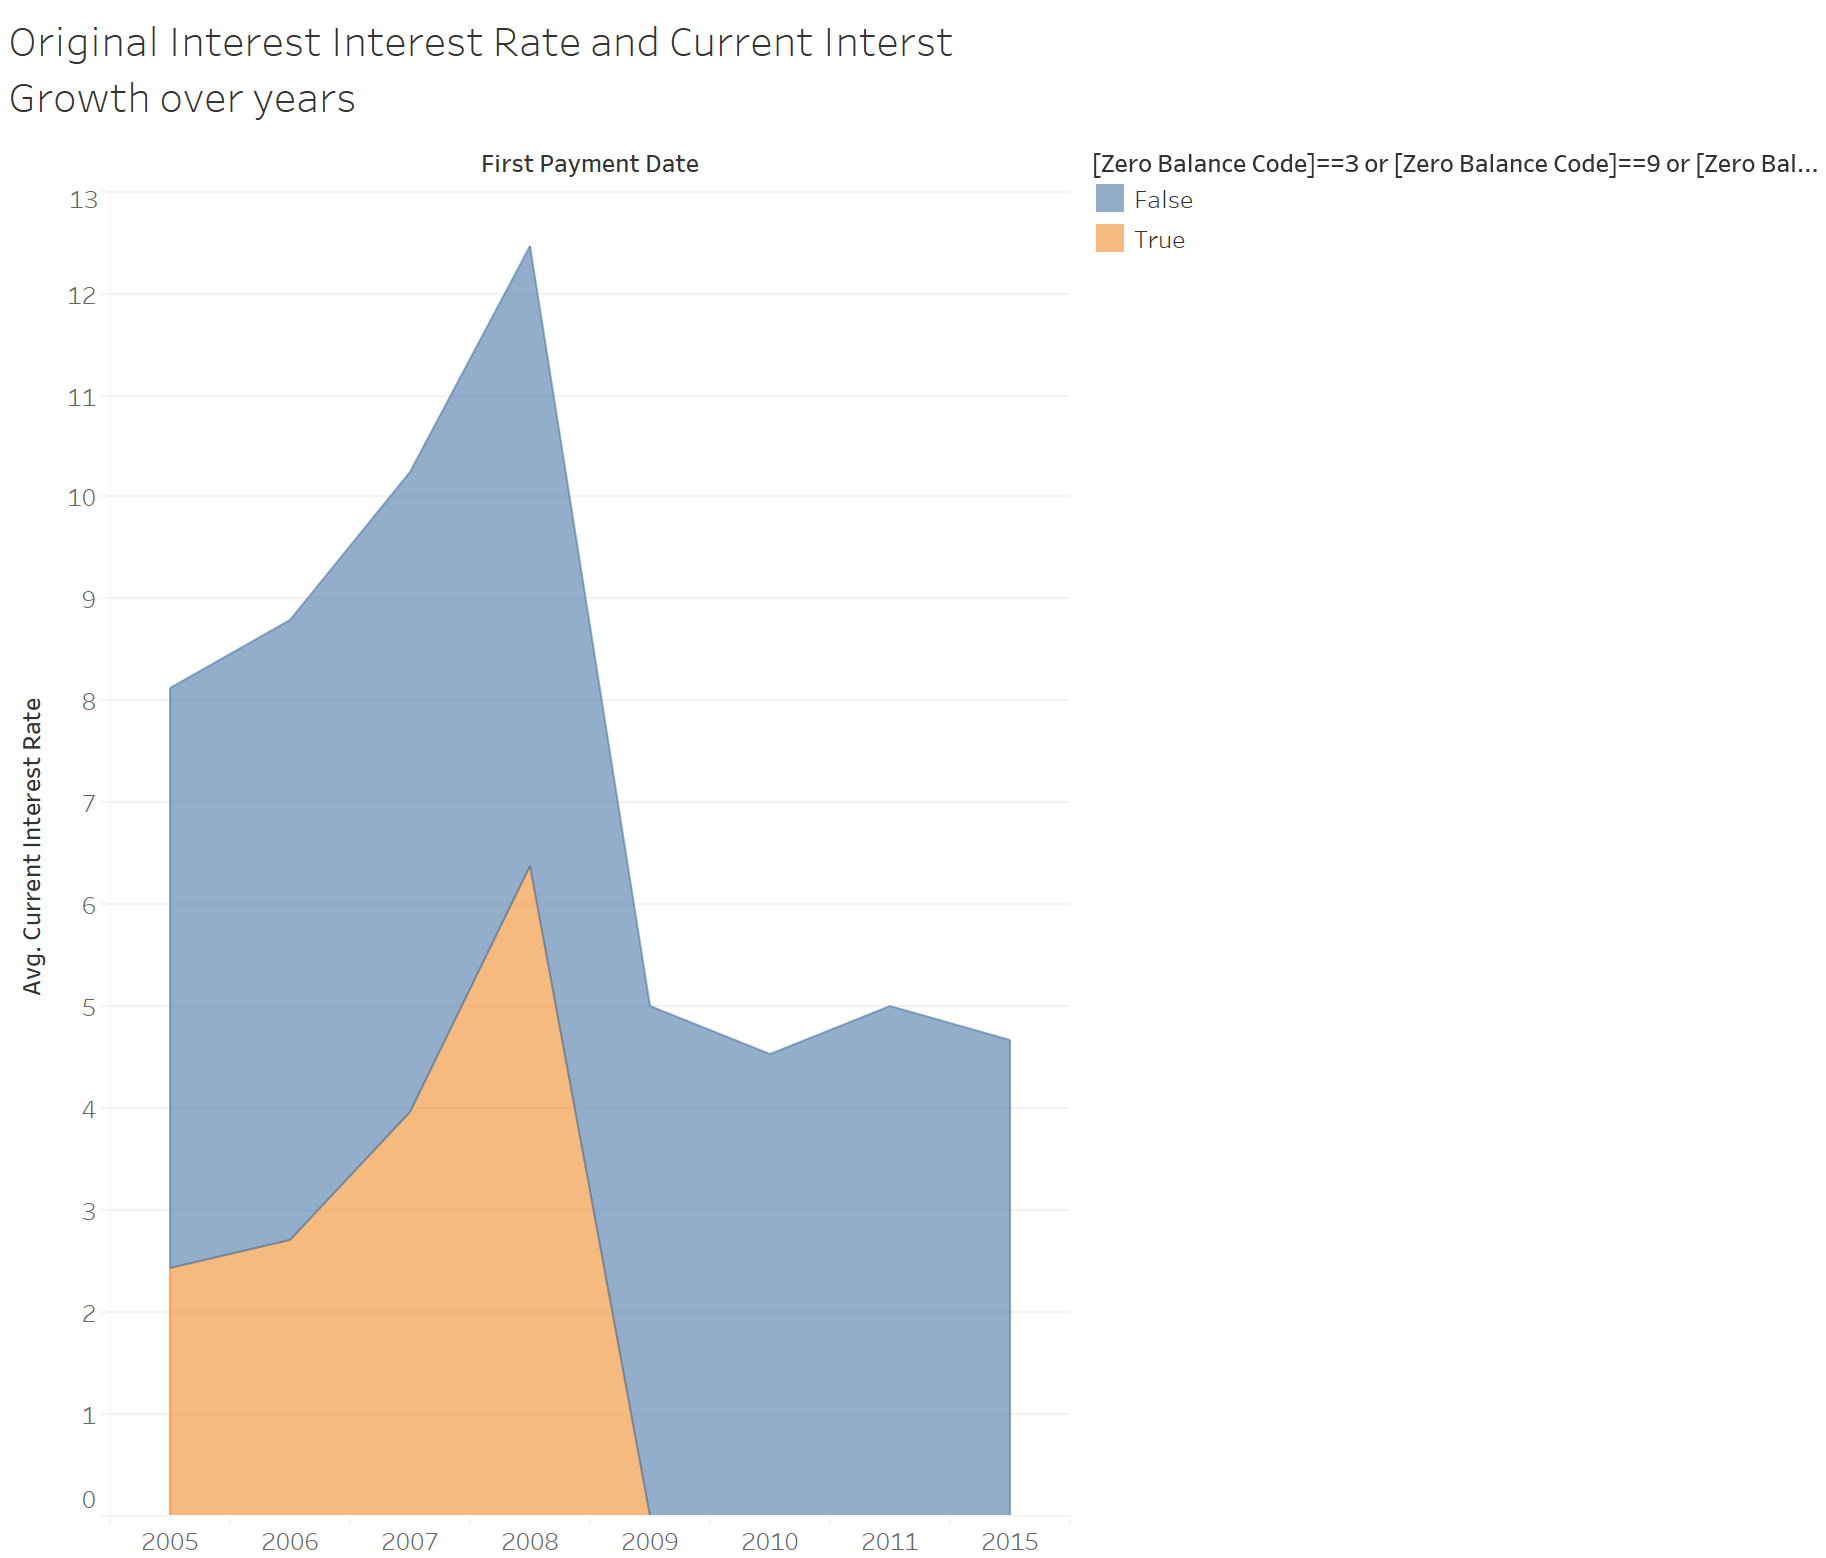 Original Interest Interest Rate and Current Interst
Growth over years
First Payment Date
[Zero Balance Code]==3 or [Zero Balance Code]==9 or [Zero Bal...
False
True
13
12
11
10
9
8
7
6
5
4
3
2
1
0
Avg. Current Interest Rate
2005 2006 2007 2008 2009 2010 2011 2015